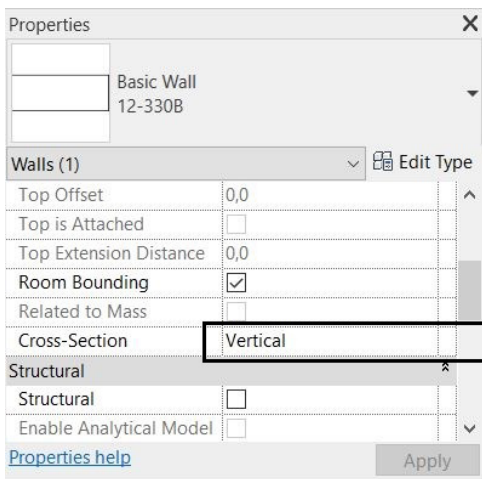 Properties
Basic Wall
12-330B
Walls (1)
Edit Type
Top Offset 0,0
Top is Attached
Top Extension Distance 0,0
Room Bounding
Related to Mass
Cross-Section Vertical
Structural
Structural
Enable Analytical Model
Properties help
Apply